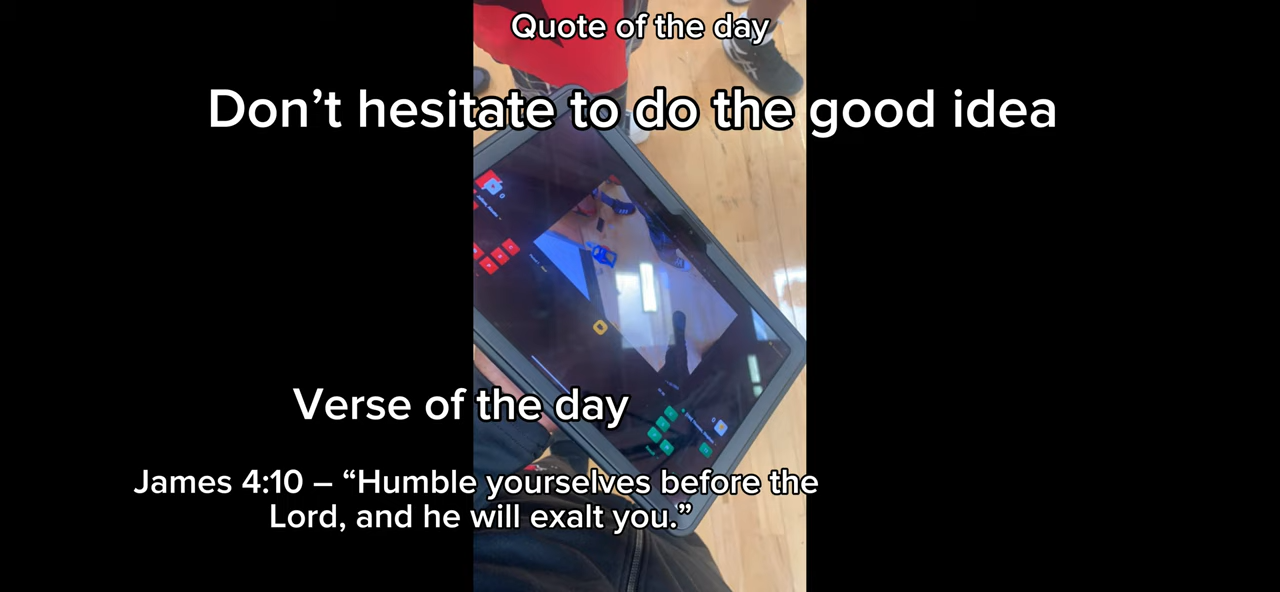 Quote of the day
Don’t hesitate to do the good idea
Verse of the day
James 4:10 – “Humble yourselves before the
Lord, and he will exalt you.”